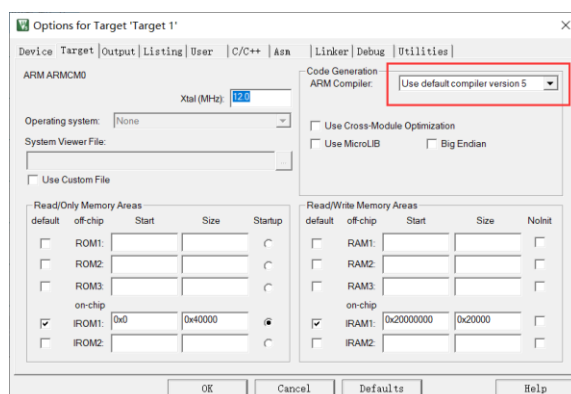 Options for Target 'Target 1'
Device Target Output Listing User C/C++ Asm Linker Debug Utilities
ARM ARMCM0
Xtal (MHz): 12.0
Operating system: None
System Viewer File:
...
Use Custom File
Code Generation
ARM Compiler: Use default compiler version 5
Use Cross-Module Optimization
Use MicroLIB Big Endian
Read/Only Memory Areas
default off-chip Start Size Startup
ROM1:
ROM2:
ROM3:
on-chip
IROM1: 0x0 0x40000
IROM2:
Read/Write Memory Areas
default off-chip Start Size NoInit
RAM1:
RAM2:
RAM3:
on-chip
IRAM1: 0x20000000 0x20000
IRAM2:
OK Cancel Defaults Help